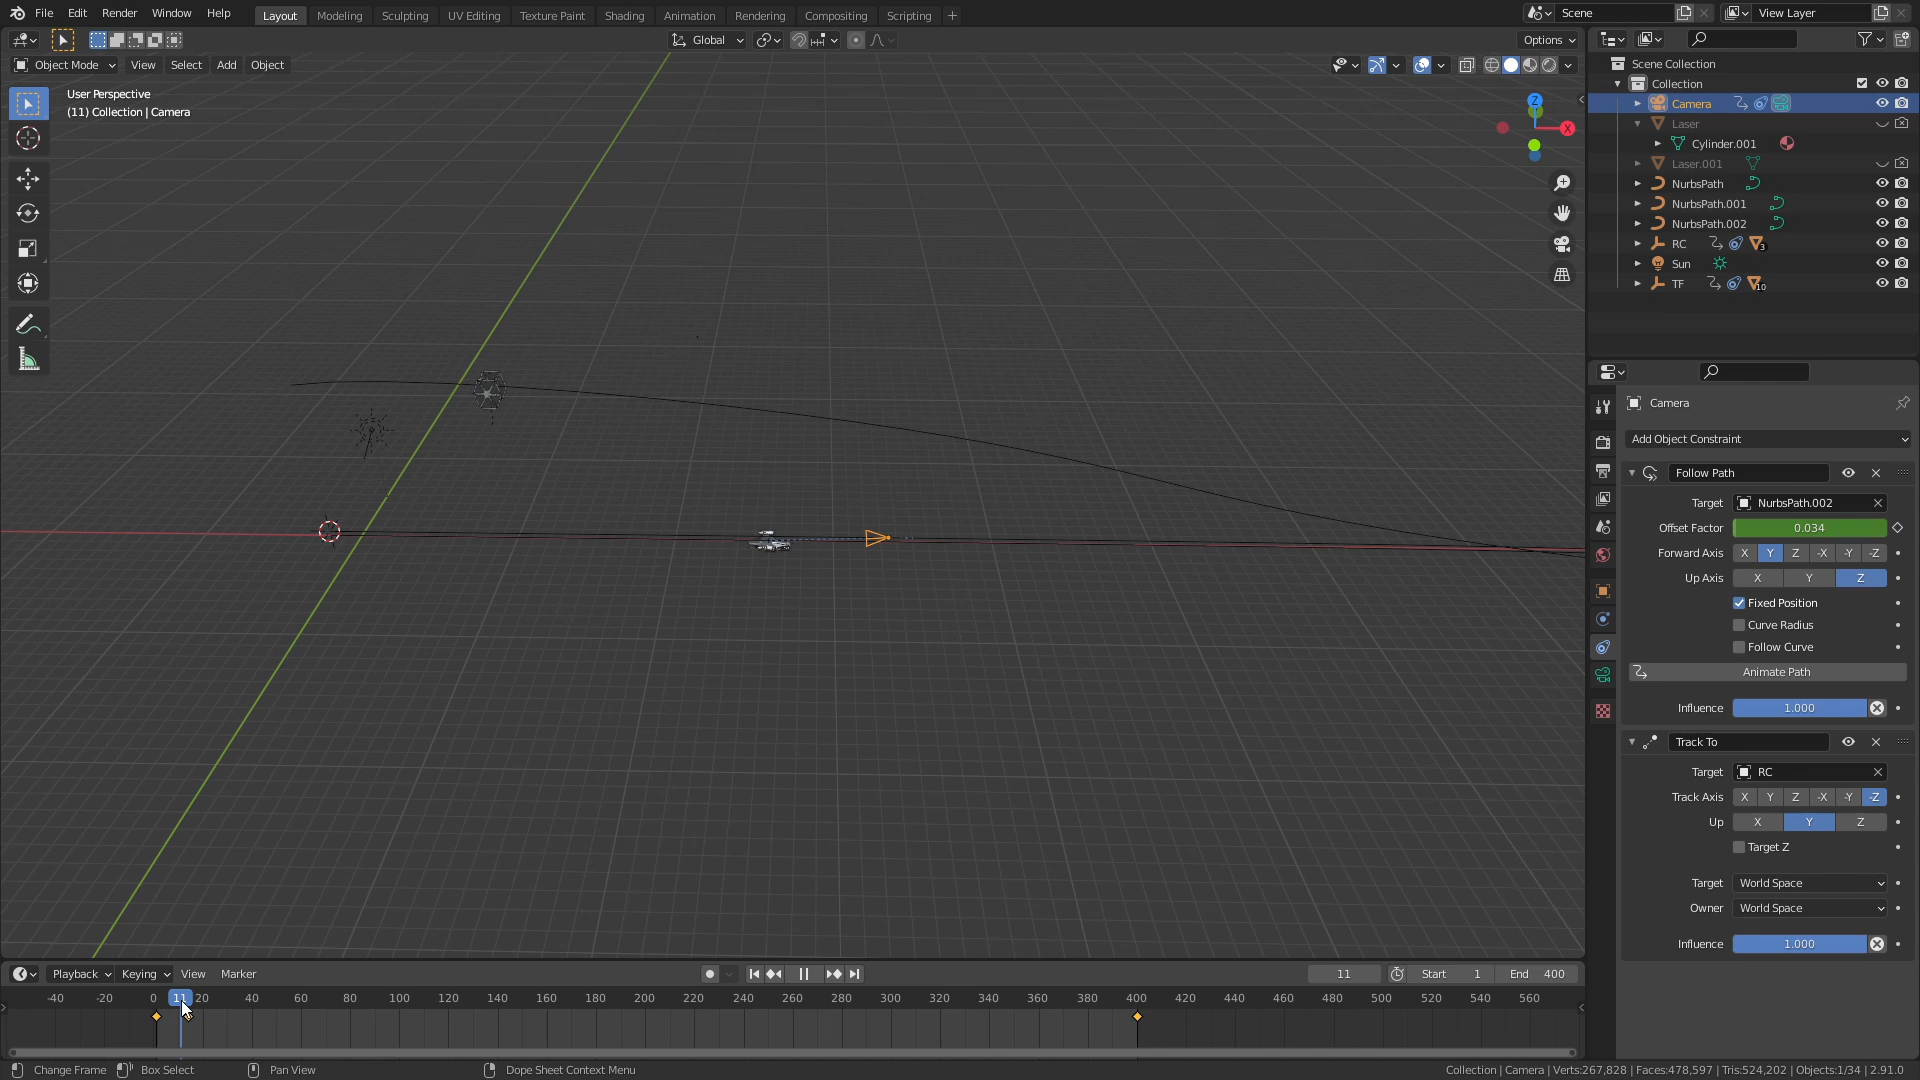 File Edit Render Window Help Layout Modeling Sculpting UV Editing Texture Paint Shading Animation Rendering Compositing Scripting + Scene View Layer
Global Options
Object Mode View Select Add Object
User Perspective
(11) Collection | Camera
Z
X
Scene Collection
Collection
Camera
Laser
Cylinder.001
Laser.001
NurbsPath
NurbsPath.001
NurbsPath.002
RC 3
Sun
TF 10
Camera
Add Object Constraint
Follow Path
Target NurbsPath.002
Offset Factor 0.034
Forward Axis X Y Z -X -Y -Z
Up Axis X Y Z
Fixed Position
Curve Radius
Follow Curve
Animate Path
Influence 1.000
Track To
Target RC
Track Axis X Y Z -X -Y -Z
Up X Y Z
Target Z
Target World Space
Owner World Space
Influence 1.000
Playback Keying View Marker 11 Start 1 End 400
-40 -20 0 11 20 40 60 80 100 120 140 160 180 200 220 240 260 280 300 320 340 360 380 400 420 440 460 480 500 520 540 560
Change Frame Box Select Pan View Dope Sheet Context Menu Collection | Camera | Verts:267,828 | Faces:478,597 | Tris:524,202 | Objects:1/34 | 2.91.0